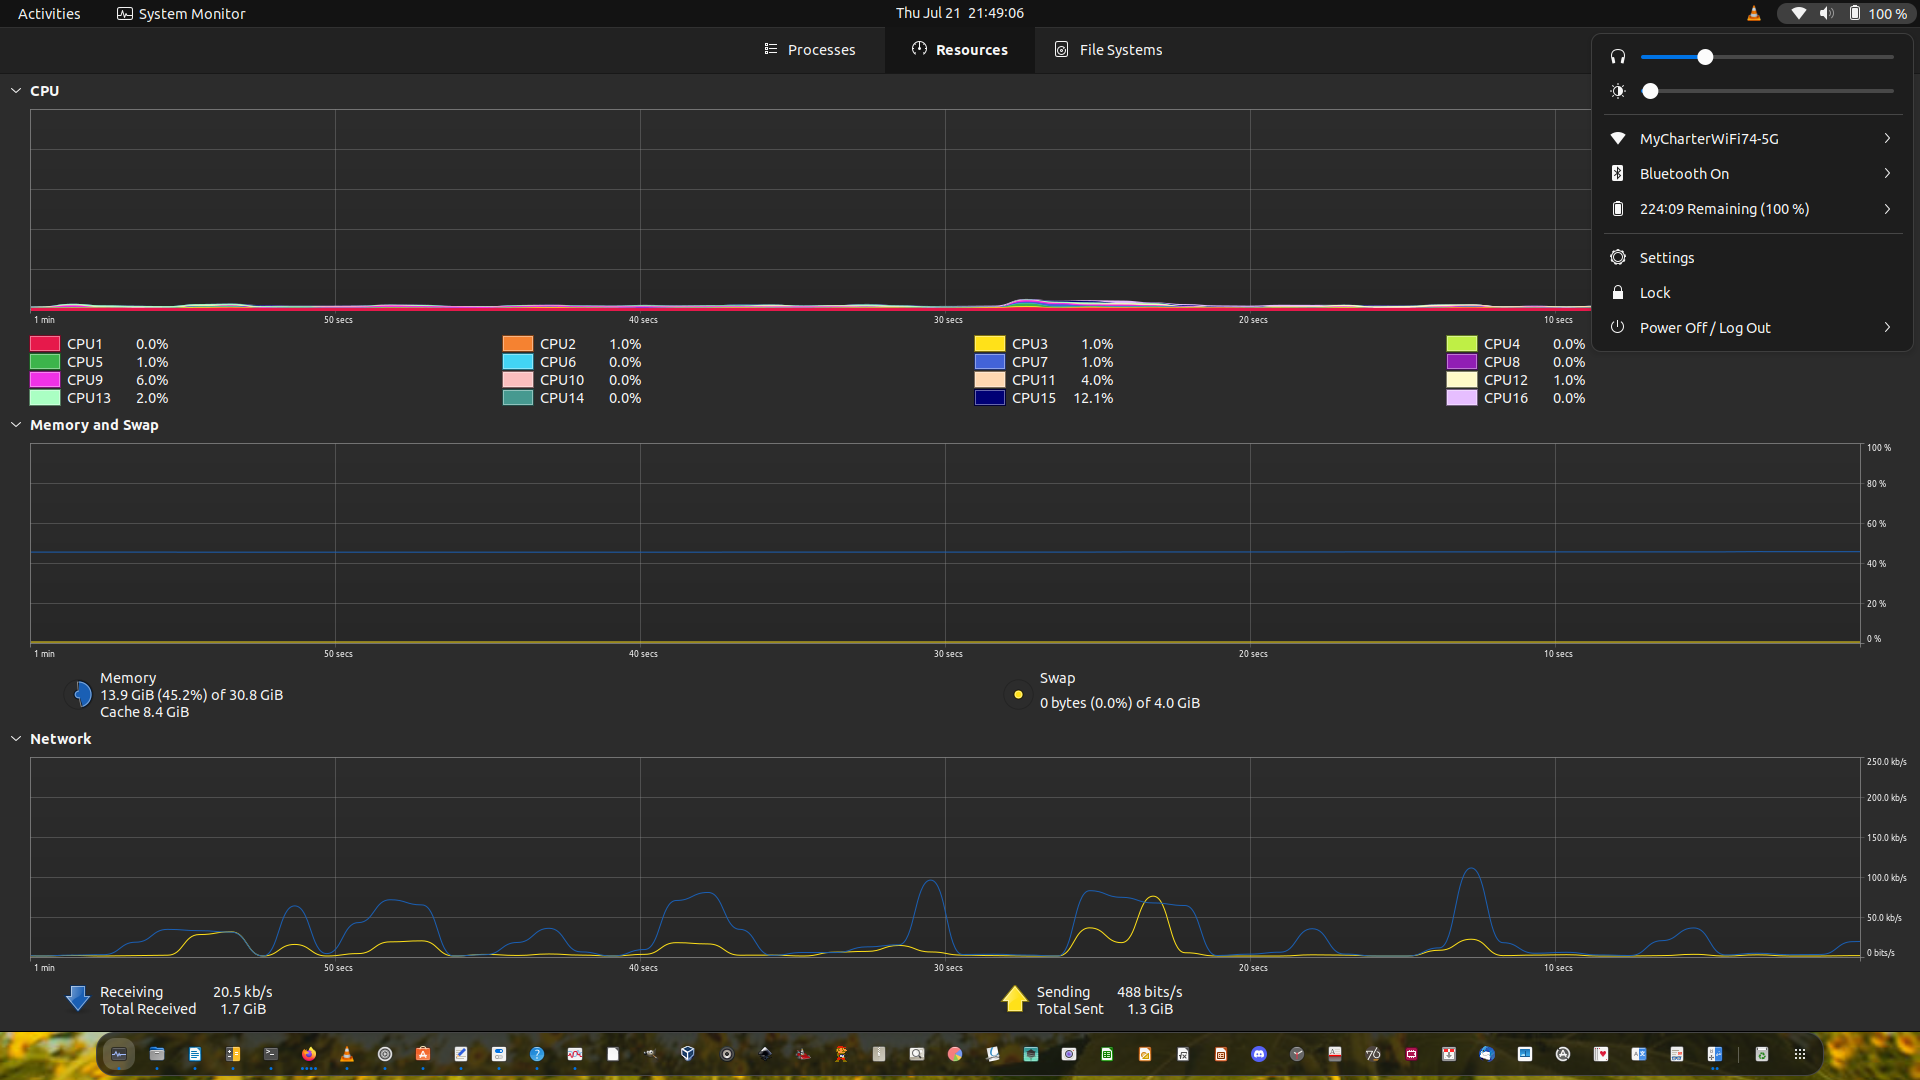 Activities
System Monitor
Thu Jul 21 21:49:06
100 %
Processes
Resources
File Systems
MyCharterWiFi74-5G
Bluetooth On
224:09 Remaining (100 %)
Settings
Lock
Power Off / Log Out
CPU
1 min 50 secs 40 secs 30 secs 20 secs 10 secs
CPU1 0.0% CPU2 1.0% CPU3 1.0% CPU4 0.0%
CPU5 1.0% CPU6 0.0% CPU7 1.0% CPU8 0.0%
CPU9 6.0% CPU10 0.0% CPU11 4.0% CPU12 1.0%
CPU13 2.0% CPU14 0.0% CPU15 12.1% CPU16 0.0%
Memory and Swap
100 %
80 %
60 %
40 %
20 %
0 %
1 min 50 secs 40 secs 30 secs 20 secs 10 secs
Memory
13.9 GiB (45.2%) of 30.8 GiB
Cache 8.4 GiB
Swap
0 bytes (0.0%) of 4.0 GiB
Network
250.0 kb/s
200.0 kb/s
150.0 kb/s
100.0 kb/s
50.0 kb/s
0 bits/s
1 min 50 secs 40 secs 30 secs 20 secs 10 secs
Receiving 20.5 kb/s
Total Received 1.7 GiB
Sending 488 bits/s
Total Sent 1.3 GiB